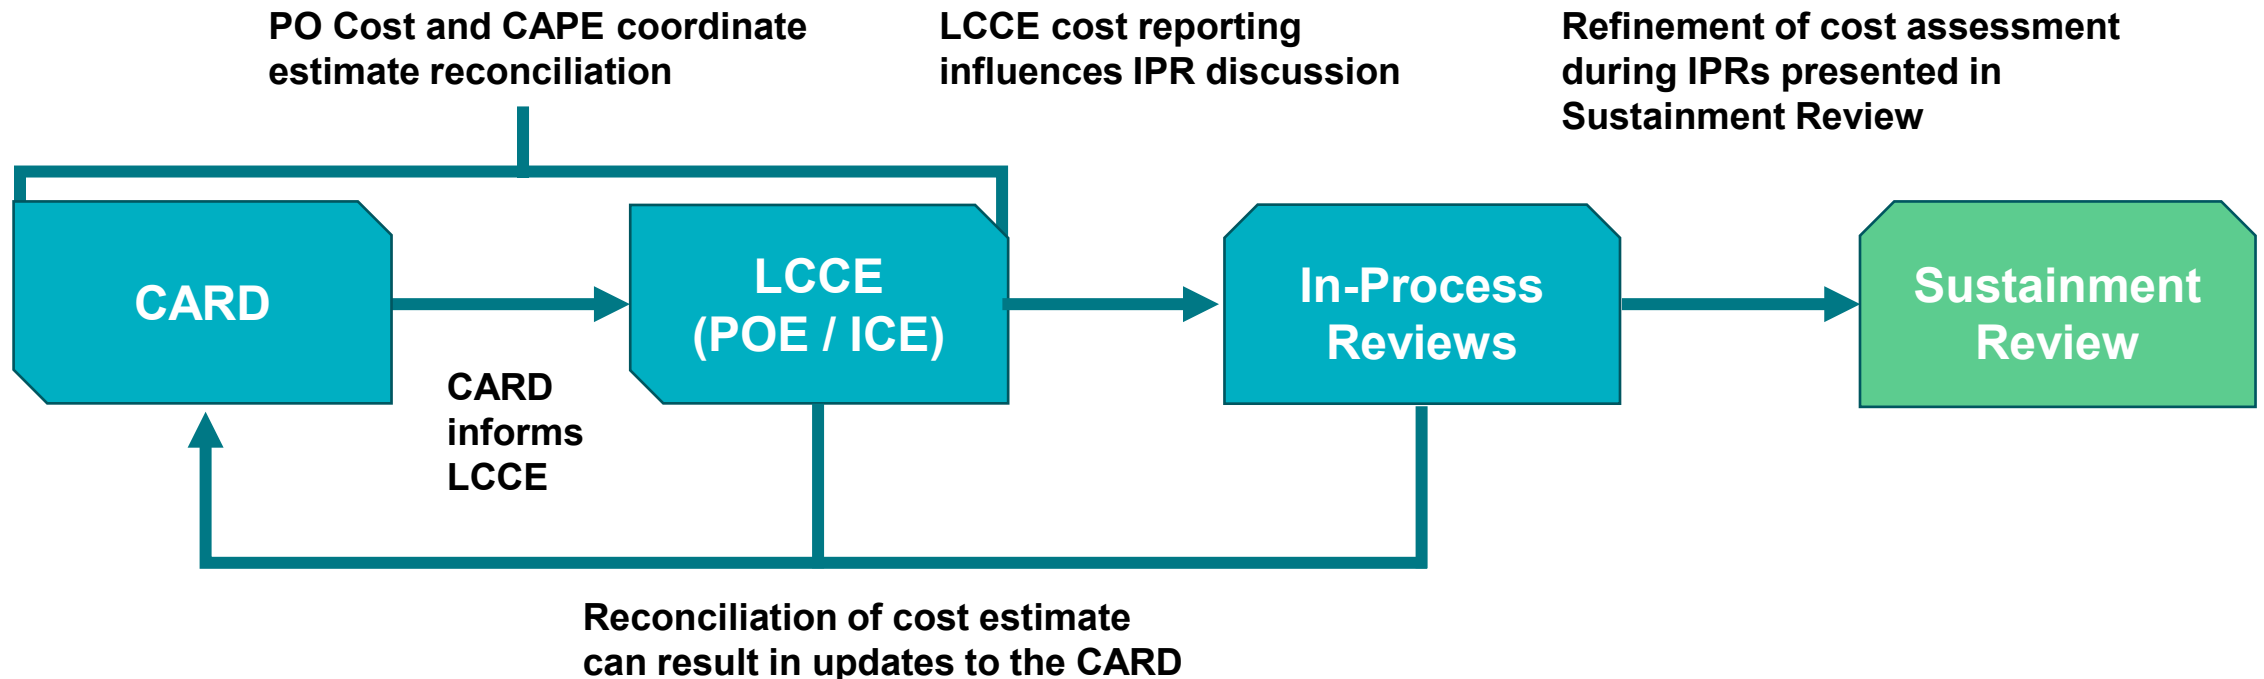 PO Cost and CAPE coordinate
estimate reconciliation
LCCE cost reporting
influences IPR discussion
Refinement of cost assessment
during IPRs presented in
Sustainment Review
CARD
LCCE
(POE / ICE)
In-Process
Reviews
Sustainment
Review
CARD
informs
LCCE
Reconciliation of cost estimate
can result in updates to the CARD